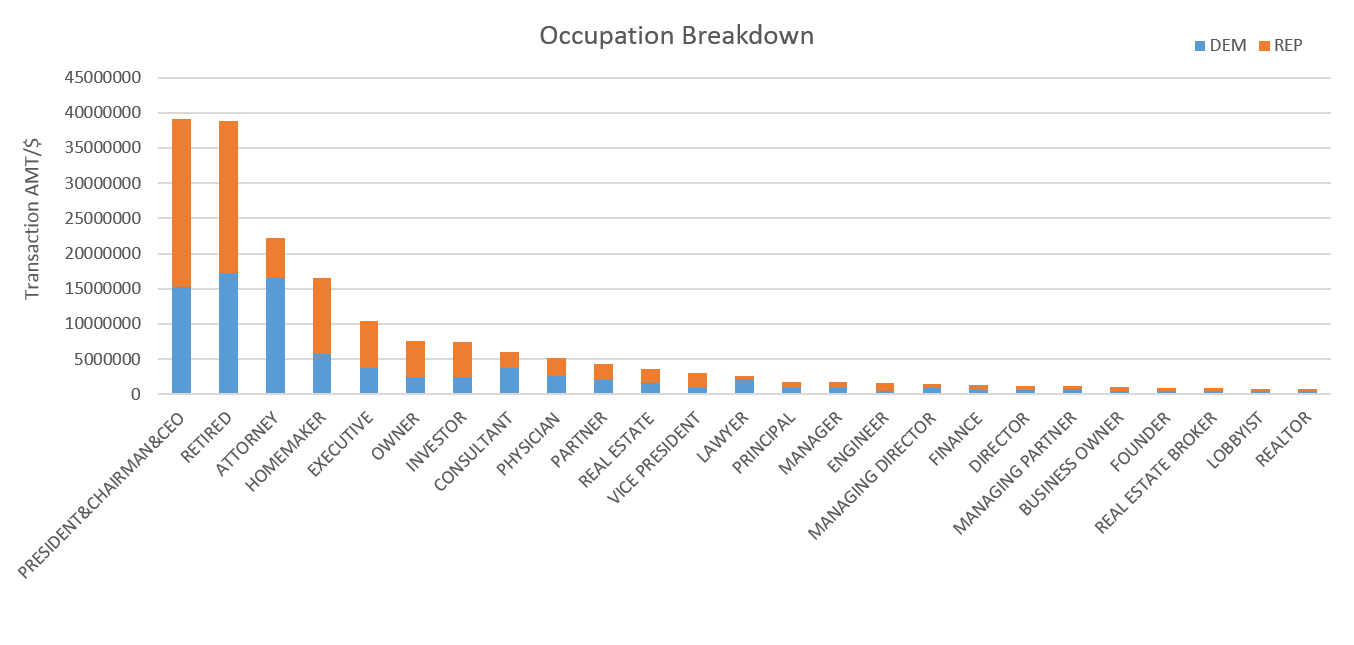 Occupation Breakdown
DEM REP
Transaction AMT/$
45000000
40000000
35000000
30000000
25000000
20000000
15000000
10000000
5000000
0
PRESIDENT&CHAIRMAN&CEO
RETIRED
ATTORNEY
HOMEMAKER
EXECUTIVE
OWNER
INVESTOR
CONSULTANT
PHYSICIAN
PARTNER
REAL ESTATE
VICE PRESIDENT
LAWYER
PRINCIPAL
MANAGER
ENGINEER
MANAGING DIRECTOR
FINANCE
DIRECTOR
MANAGING PARTNER
BUSINESS OWNER
FOUNDER
REAL ESTATE BROKER
LOBBYIST
REALTOR